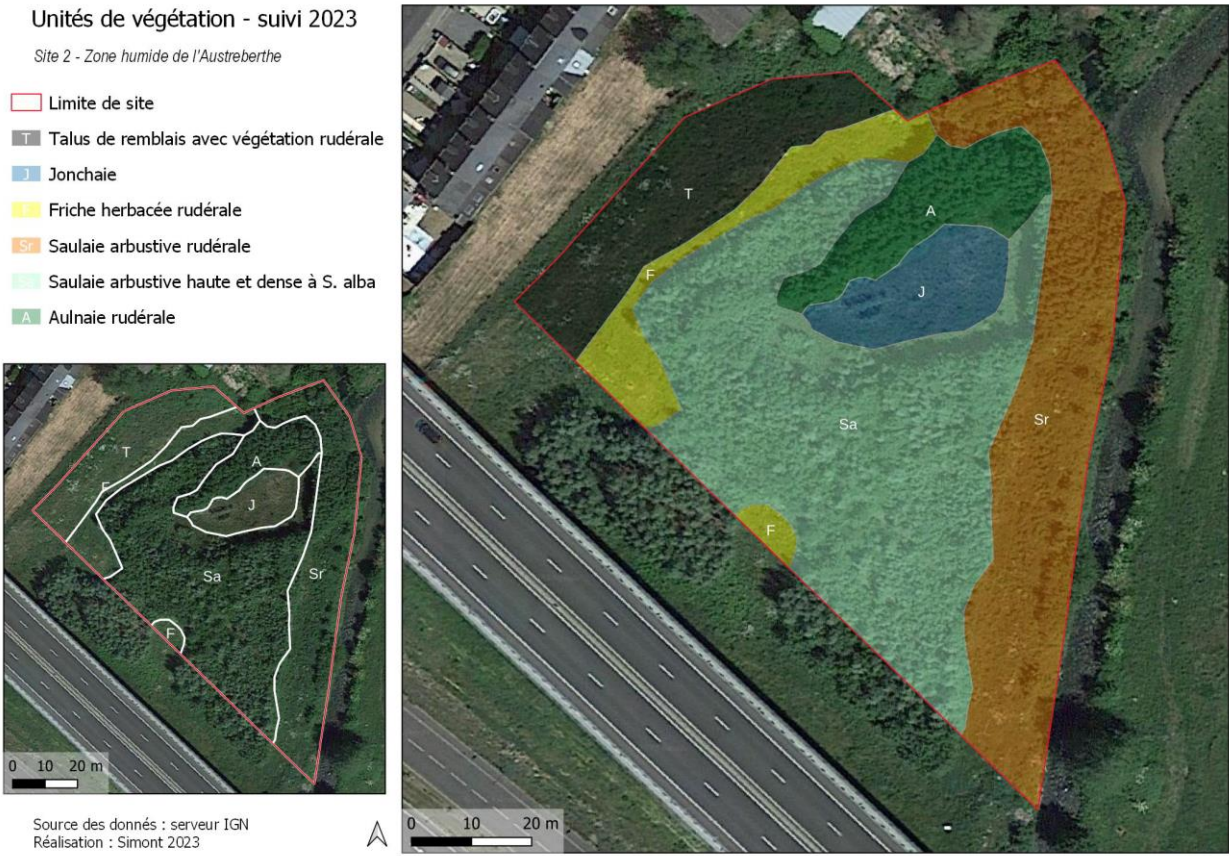 Unités de végétation - suivi 2023
Site 2 - Zone humide de l'Austreberthe
Limite de site
T Talus de remblais avec végétation rudérale
J Jonchaie
F Friche herbacée rudérale
Sr Saulaie arbustive rudérale
Sa Saulaie arbustive haute et dense à S. alba
A Aulnaie rudérale
T
F
A
J
Sa
Sr
F
0 10 20 m
Source des donnés : serveur IGN
Réalisation : Simont 2023
T
A
F
J
Sa
Sr
F
0 10 20 m